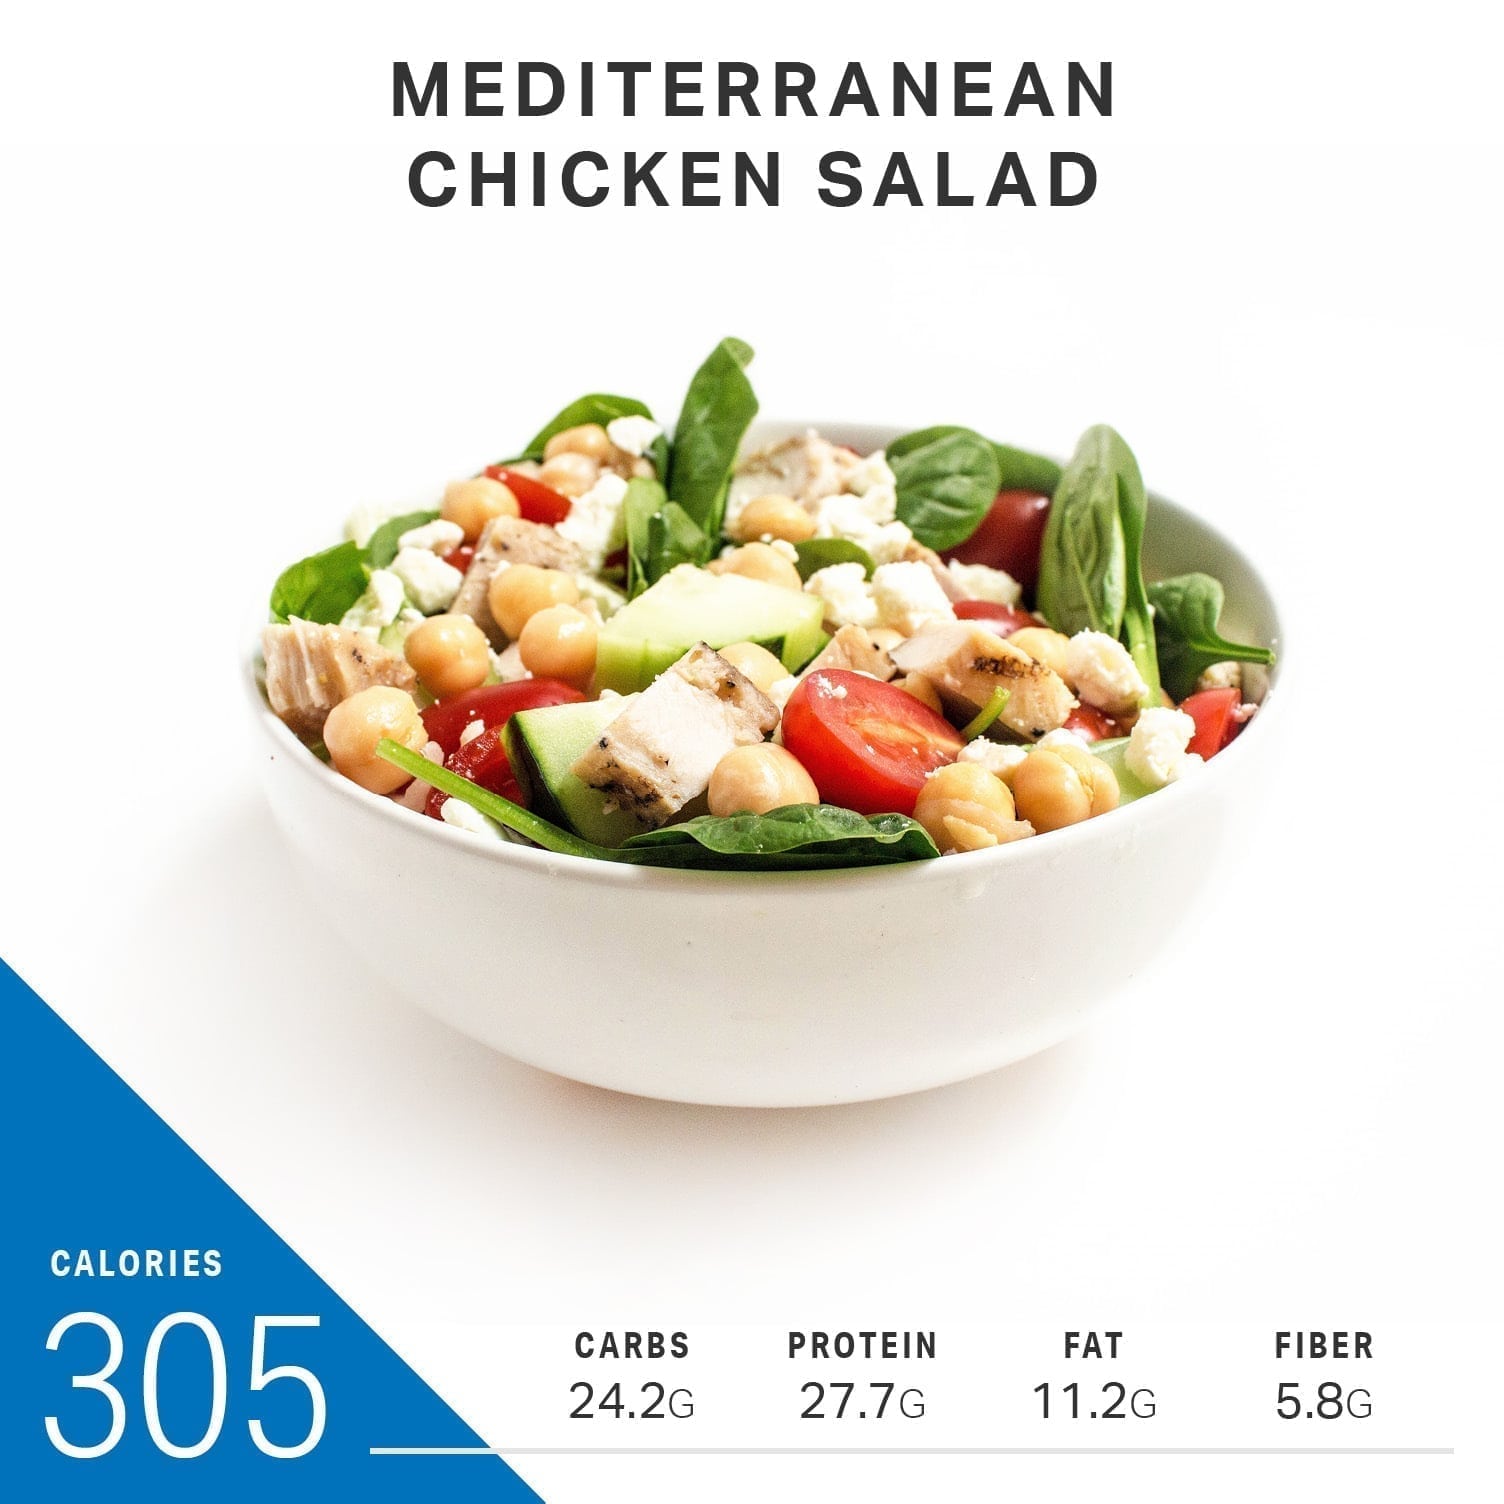 MEDITERRANEAN
CHICKEN SALAD
CALORIES
305
CARBS PROTEIN FAT FIBER
24.2G 27.7G 11.2G 5.8G